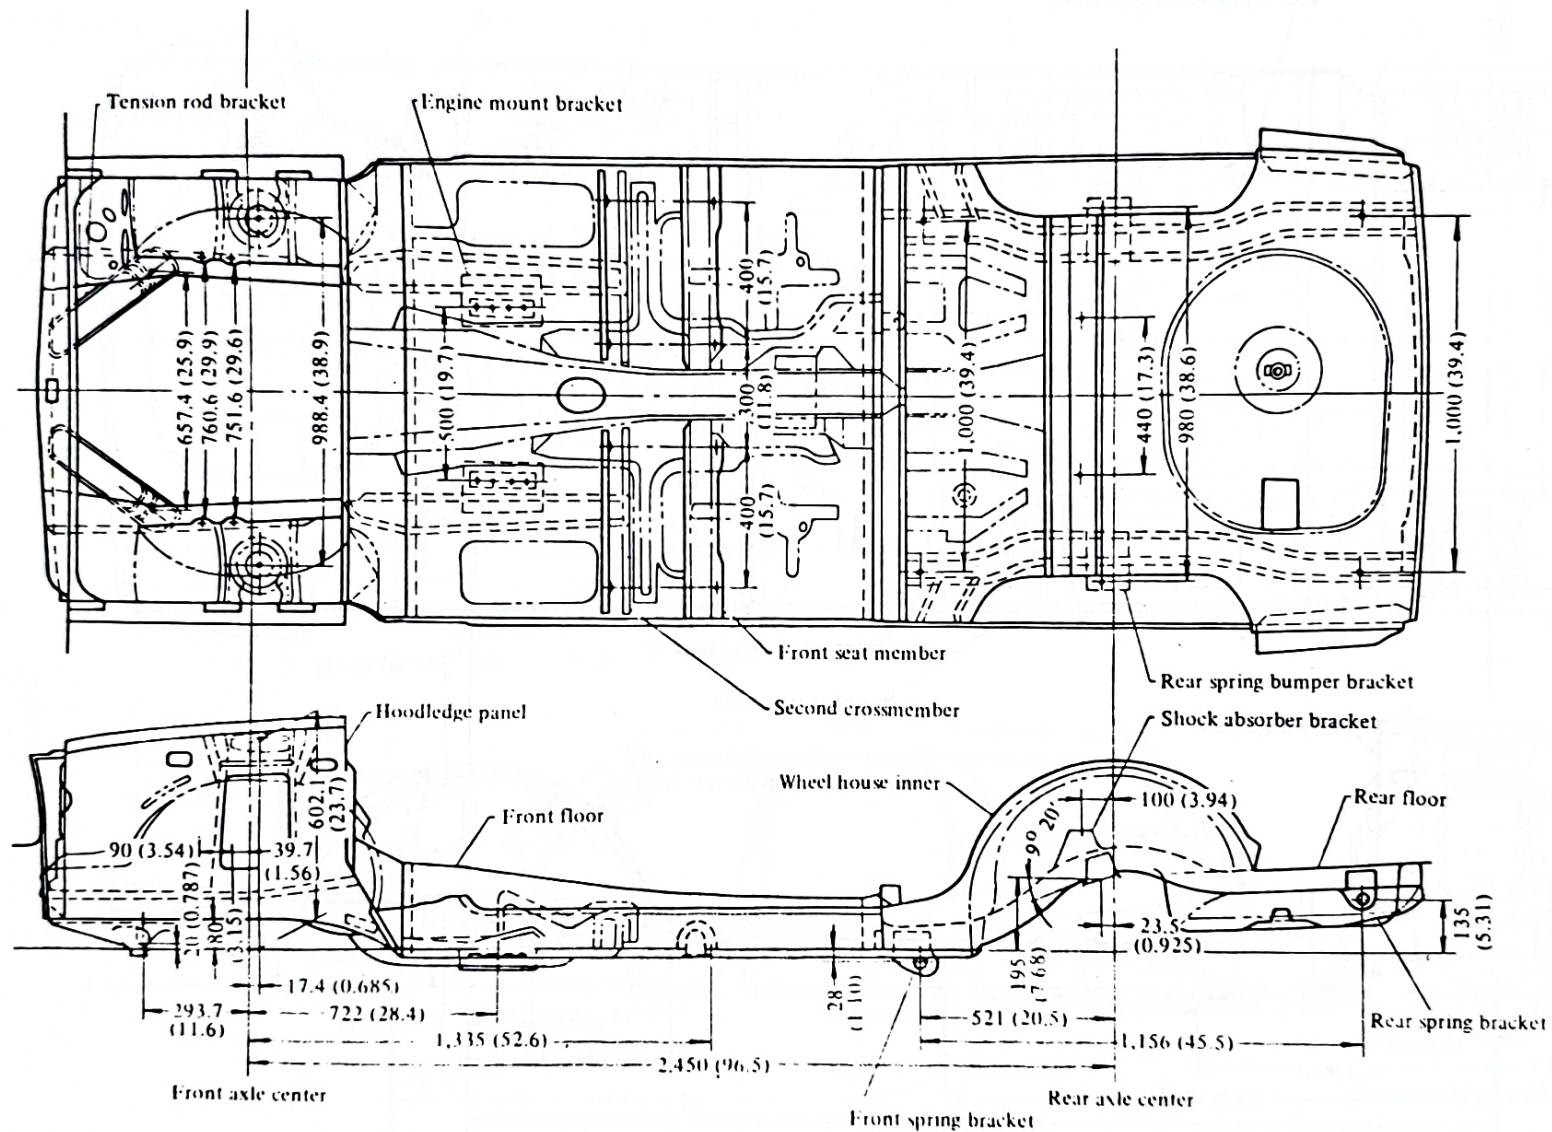 Tension rod bracket
Engine mount bracket
657.4 (25.9)
760.6 (29.9)
751.6 (29.6)
988.4 (38.9)
500 (19.7)
400
(15.7)
300
(11.8)
400
(15.7)
1,000 (39.4)
440 (17.3)
980 (38.6)
1,000 (39.4)
Front seat member
Second crossmember
Rear spring bumper bracket
Shock absorber bracket
Hoodledge panel
Front floor
Wheel house inner
Rear floor
90 (3.54)
39.7
(1.56)
602.1
(23.7)
20 (0.787)
80
(3.15)
100 (3.94)
9° 20'
23.5
(0.925)
195
(7.68)
135
(5.31)
28
(1.10)
17.4 (0.685)
293.7
(11.6)
722 (28.4)
1,335 (52.6)
2,450 (96.5)
521 (20.5)
1,156 (45.5)
Rear spring bracket
Front axle center
Rear axle center
Front spring bracket